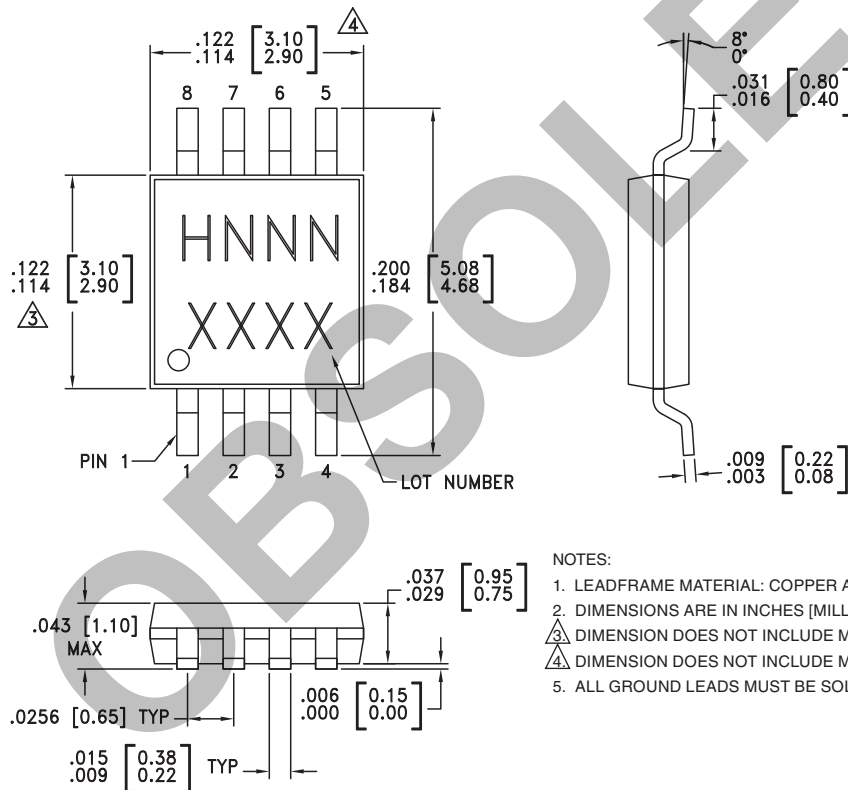 .122 [3.10
.114 2.90]
4
8°
0°
.031 [0.80
.016 0.40]
8 7 6 5
HNNN
XXXX
.122 [3.10
.114 2.90]
3
.200 [5.08
.184 4.68]
PIN 1
1 2 3 4
LOT NUMBER
.009 [0.22
.003 0.08]
.037 [0.95
.029 0.75]
.043 [1.10]
MAX
.0256 [0.65] TYP
.006 [0.15
.000 0.00]
.015 [0.38
.009 0.22] TYP
NOTES:
1. LEADFRAME MATERIAL: COPPER A
2. DIMENSIONS ARE IN INCHES [MILL
3. DIMENSION DOES NOT INCLUDE M
4. DIMENSION DOES NOT INCLUDE M
5. ALL GROUND LEADS MUST BE SOL
OBSOLE